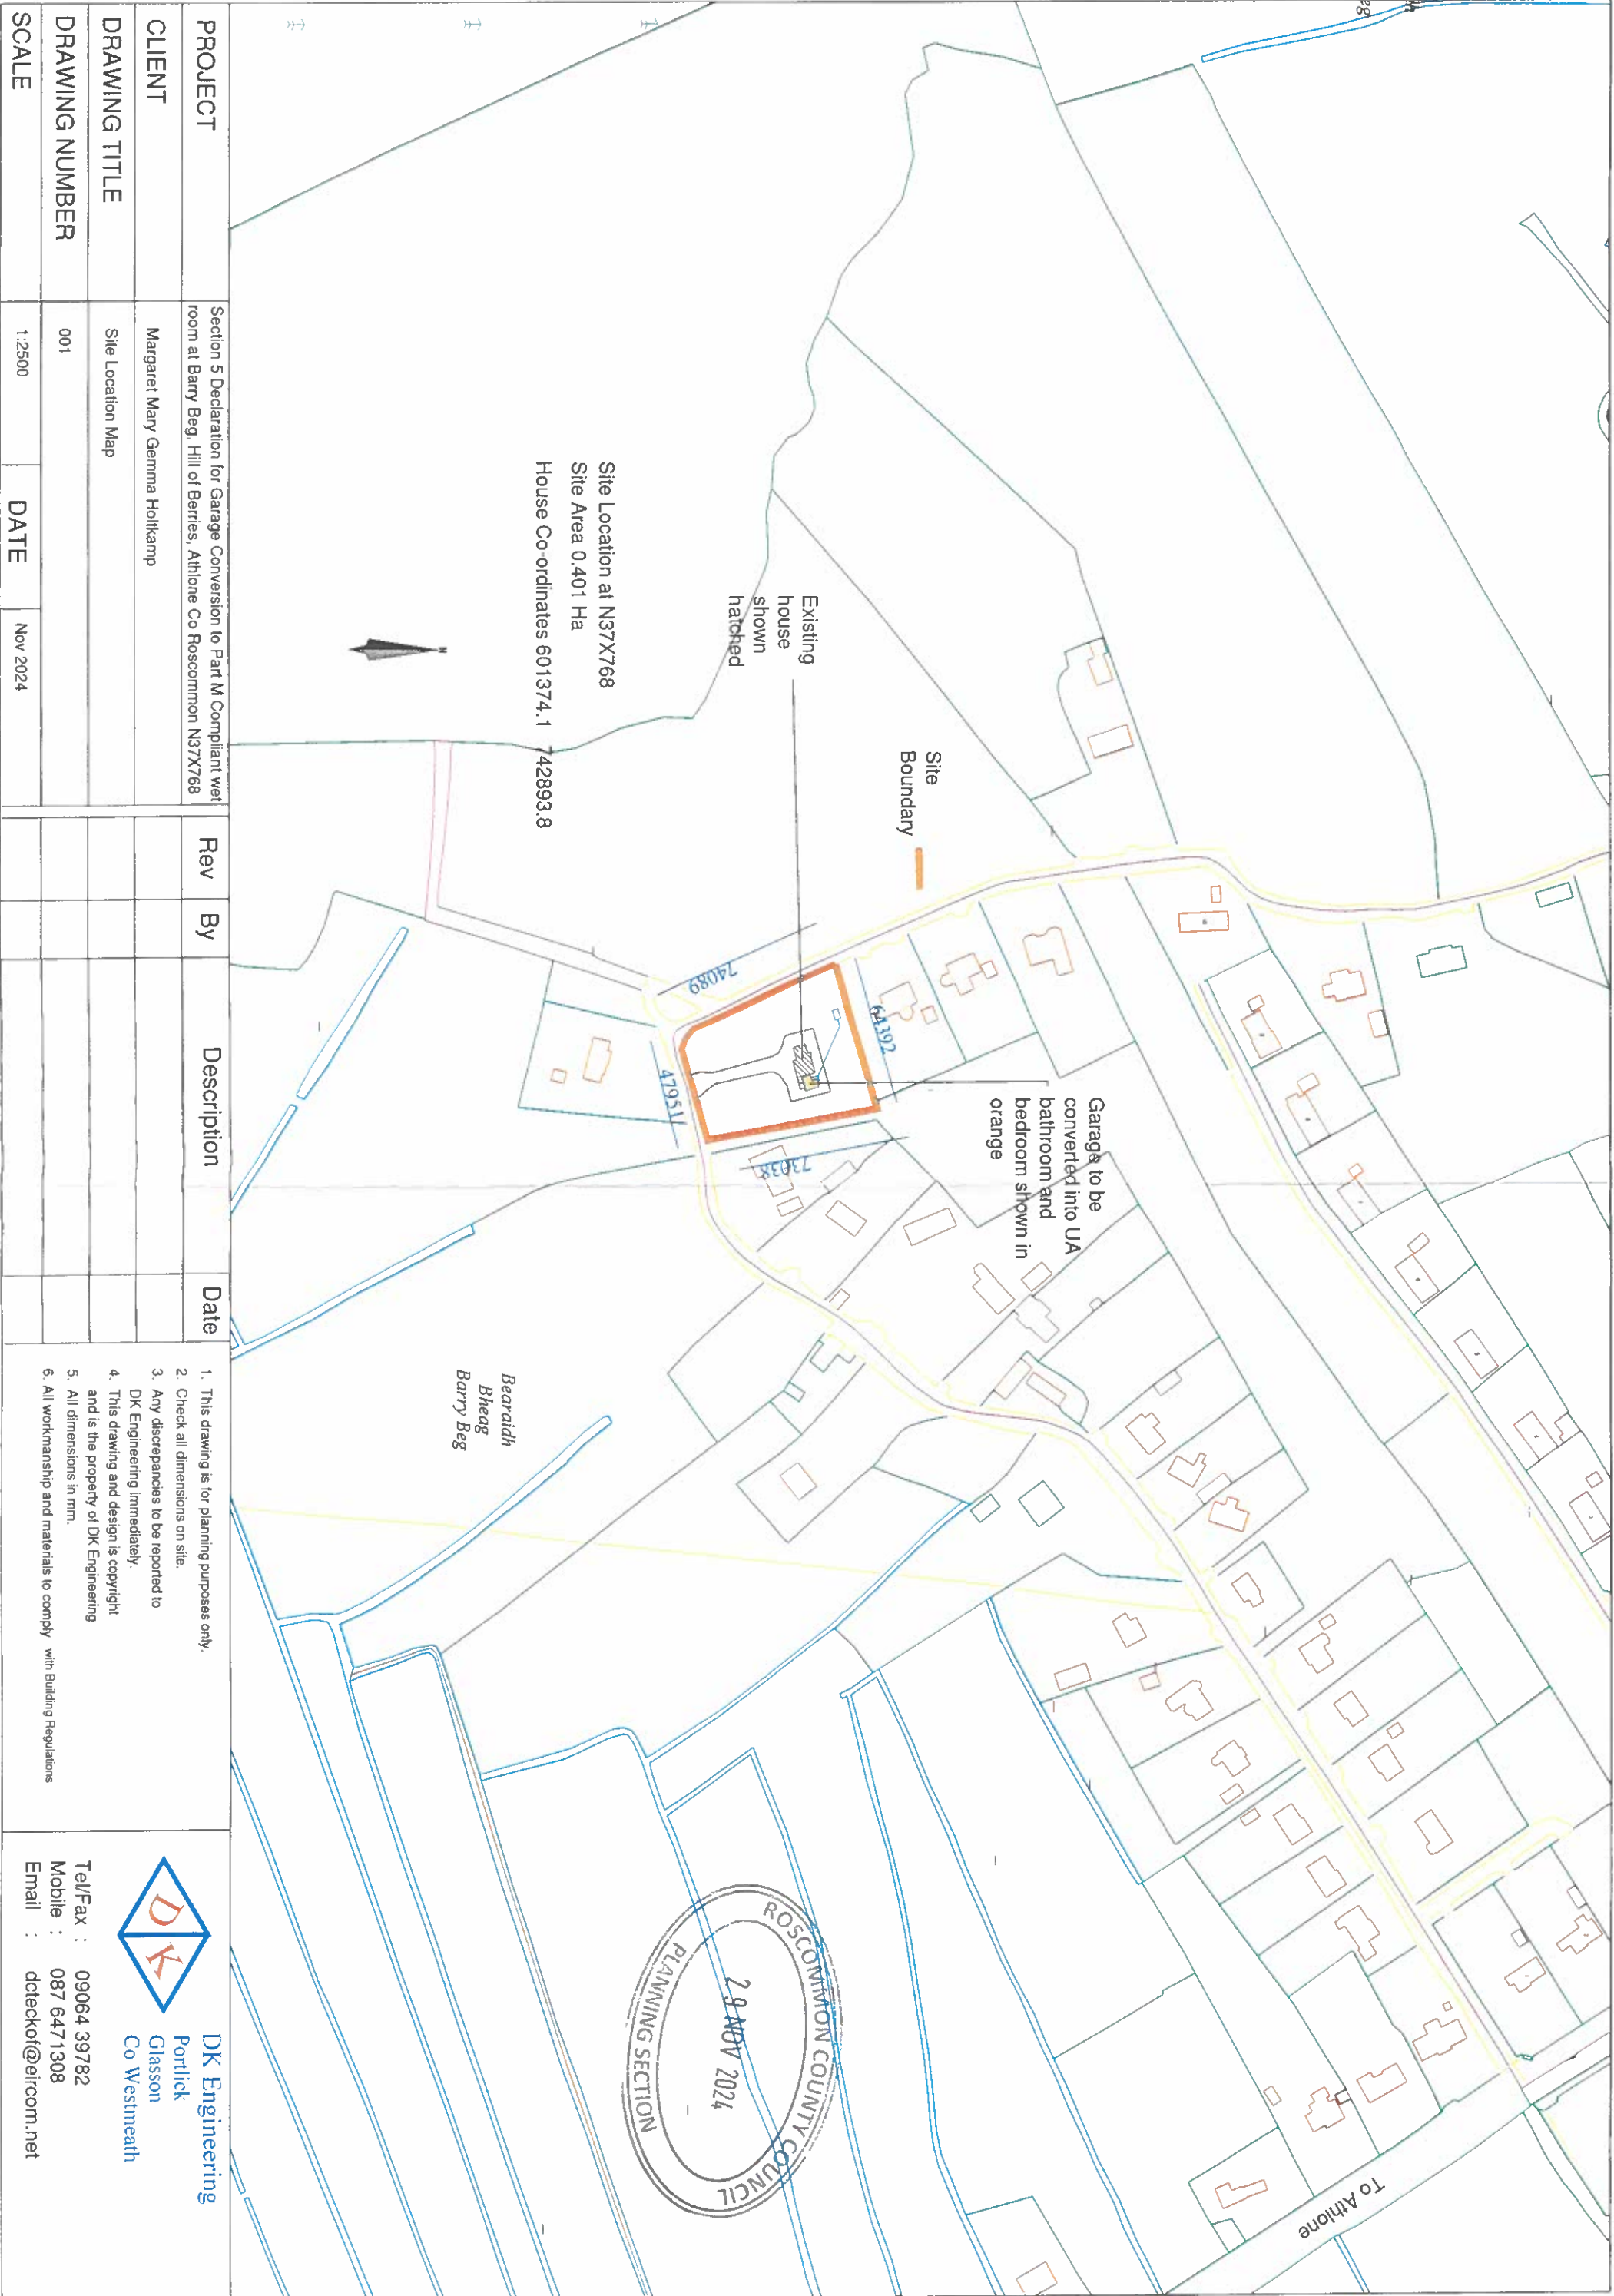 eg
To Athlone
Site
Boundary
Existing
house
shown
hatched
Garage to be
converted into UA
bathroom and
bedroom shown in
orange
64392
74089
47951
73038
Site Location at N37X768
Site Area 0.401 Ha
House Co-ordinates 601374.1 742893.8
N
Bearaidh
Bheag
Barry Beg
ROSCOMMON COUNTY COUNCIL
29 NOV 2024
PLANNING SECTION
PROJECT
Section 5 Declaration for Garage Conversion to Part M Compliant wet
room at Barry Beg, Hill of Berries, Athlone Co Roscommon N37X768
CLIENT
Margaret Mary Gemma Holtkamp
DRAWING TITLE
Site Location Map
DRAWING NUMBER
001
SCALE
1:2500
DATE
Nov 2024
Rev By Description Date
1. This drawing is for planning purposes only.
2. Check all dimensions on site.
3. Any discrepancies to be reported to
DK Engineering immediately.
4. This drawing and design is copyright
and is the property of DK Engineering
5. All dimensions in mm.
6. All workmanship and materials to comply with Building Regulations
DK
DK Engineering
Portlick
Glasson
Co Westmeath
Tel/Fax : 09064 39782
Mobile : 087 6471308
Email : dcteckof@eircom.net